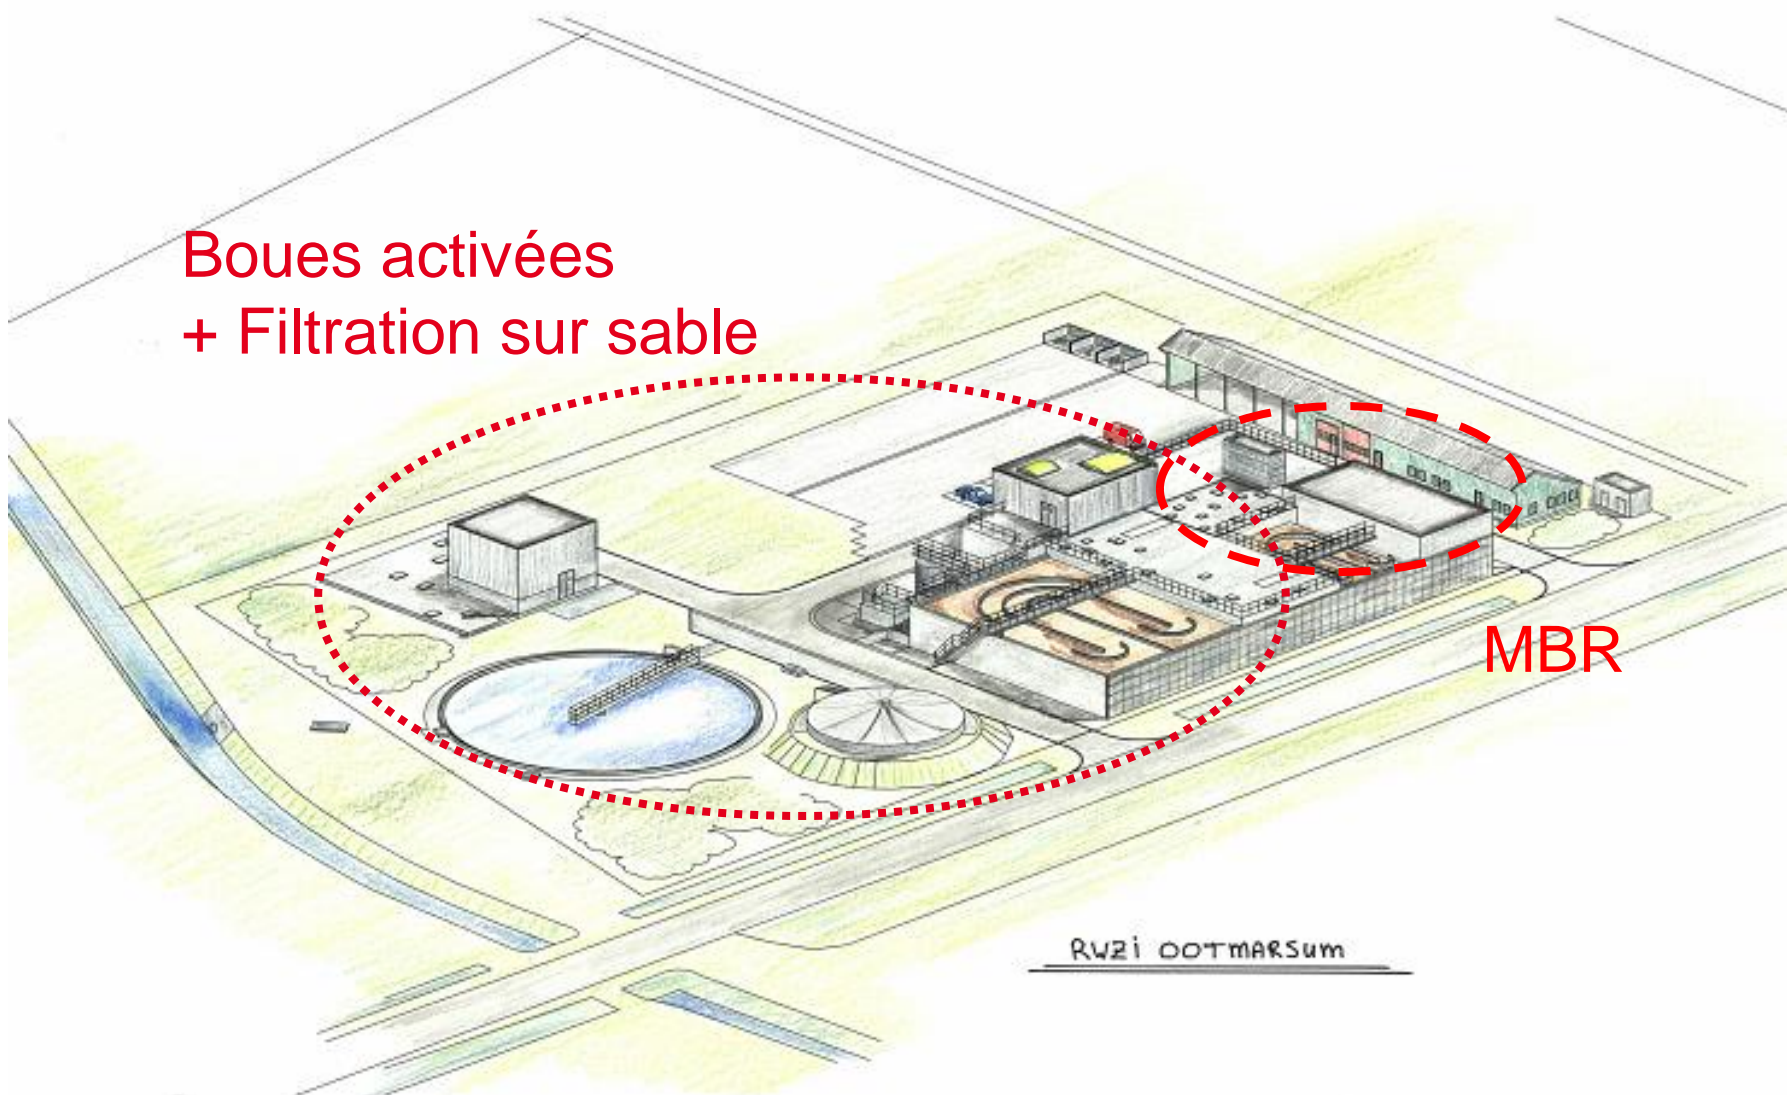 Boues activées
+ Filtration sur sable
MBR
RWZi OOTMARSum